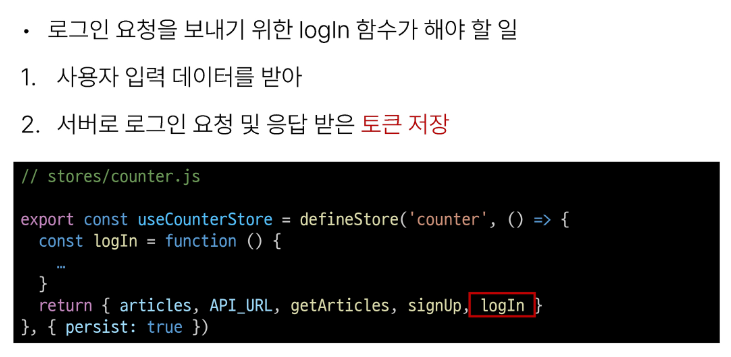 • 로그인 요청을 보내기 위한 logIn 함수가 해야 할 일
1. 사용자 입력 데이터를 받아
2. 서버로 로그인 요청 및 응답 받은 토큰 저장
// stores/counter.js
export const useCounterStore = defineStore('counter', () => {
  const logIn = function () {
    …
  }
  return { articles, API_URL, getArticles, signUp, logIn }
}, { persist: true })